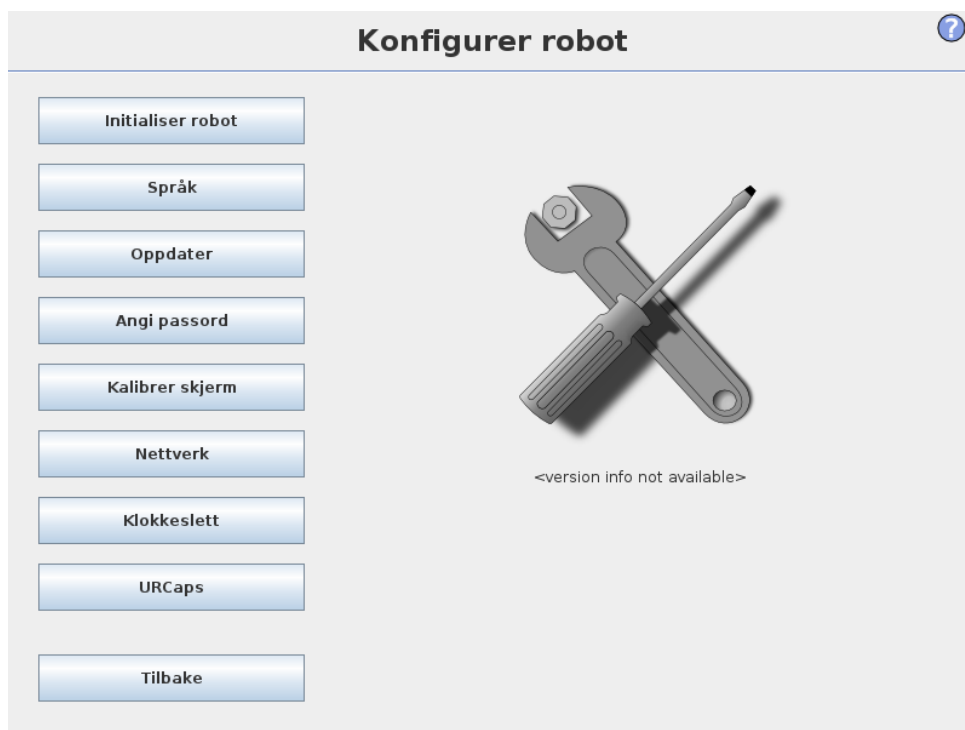 Konfigurer robot
?
Initialiser robot
Språk
Oppdater
Angi passord
Kalibrer skjerm
Nettverk
Klokkeslett
URCaps
Tilbake
<version info not available>